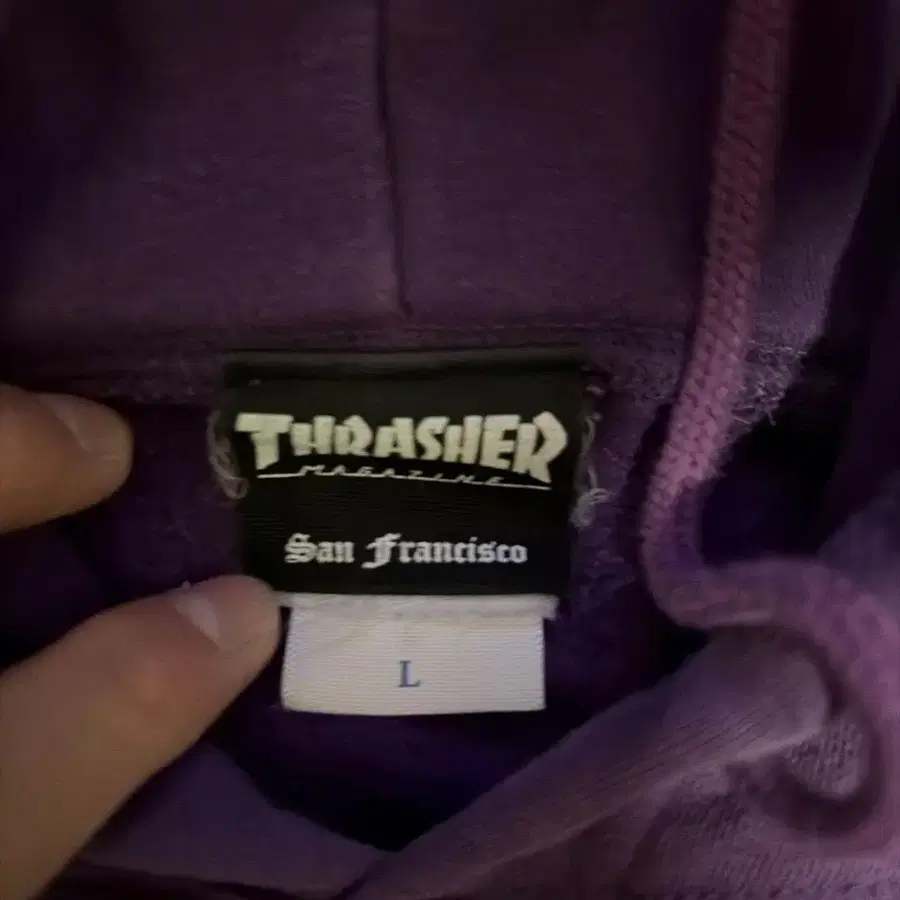 THRASHER
MAGAZINE
San Francisco
L